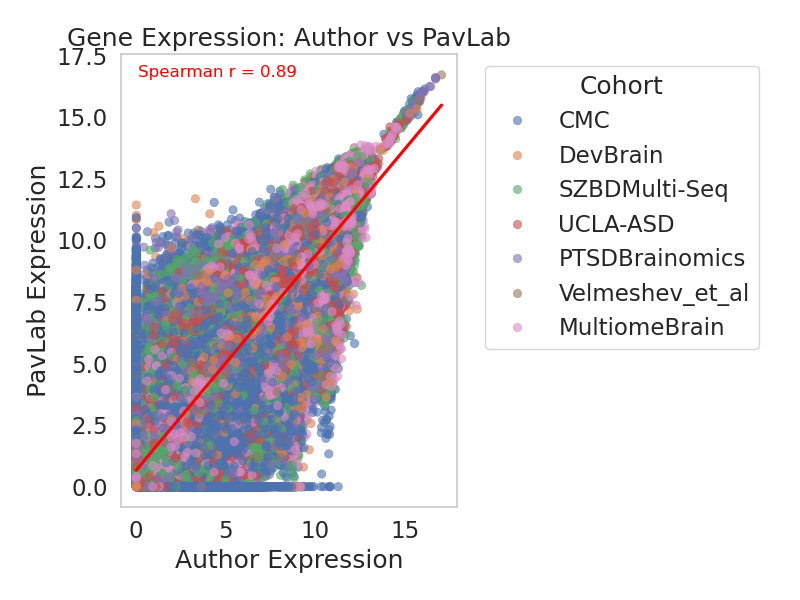 Gene Expression: Author vs PavLab
Spearman r = 0.89
17.5
15.0
12.5
10.0
7.5
5.0
2.5
0.0
PavLab Expression
0 5 10 15
Author Expression
Cohort
CMC
DevBrain
SZBDMulti-Seq
UCLA-ASD
PTSDBrainomics
Velmeshev_et_al
MultiomeBrain